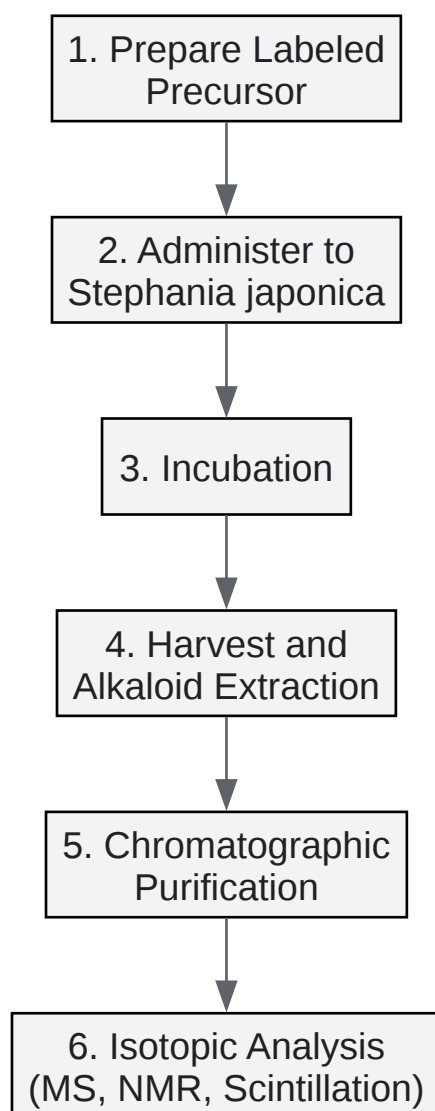 1. Prepare Labeled
Precursor
2. Administer to
Stephania japonica
3. Incubation
4. Harvest and
Alkaloid Extraction
5. Chromatographic
Purification
6. Isotopic Analysis
(MS, NMR, Scintillation)